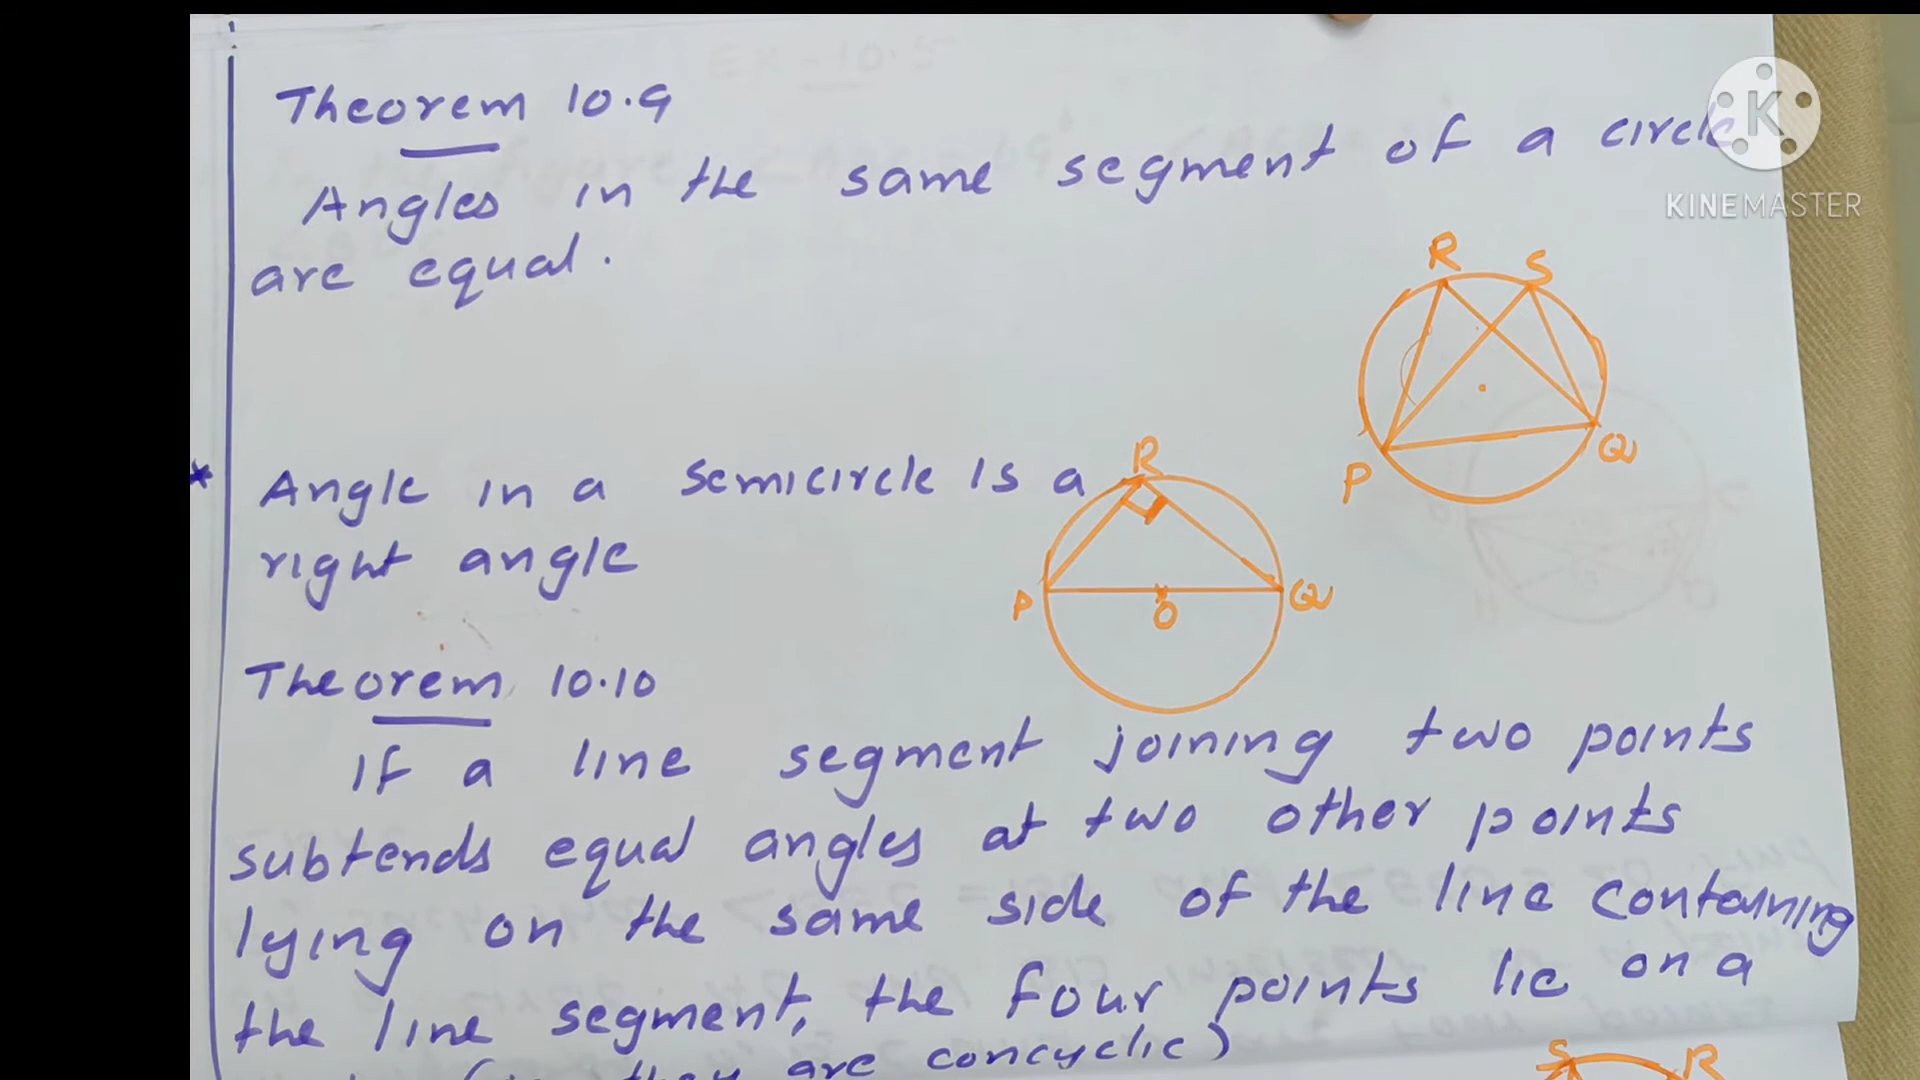 Theorem 10.9
Angles in the same segment of a circle
are equal.
R S
P Q
* Angle in a semicircle is a
right angle
R
P O Q
Theorem 10.10
If a line segment joining two points
subtends equal angles at two other points
lying on the same side of the line containing
the line segment, the four points lie on a
they are concyclic)
S R
K
KINEMASTER